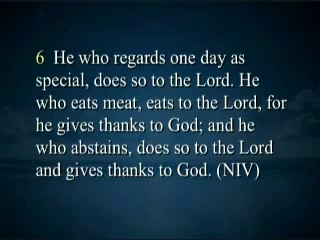 6 He who regards one day as
special, does so to the Lord. He
who eats meat, eats to the Lord, for
he gives thanks to God; and he
who abstains, does so to the Lord
and gives thanks to God. (NIV)